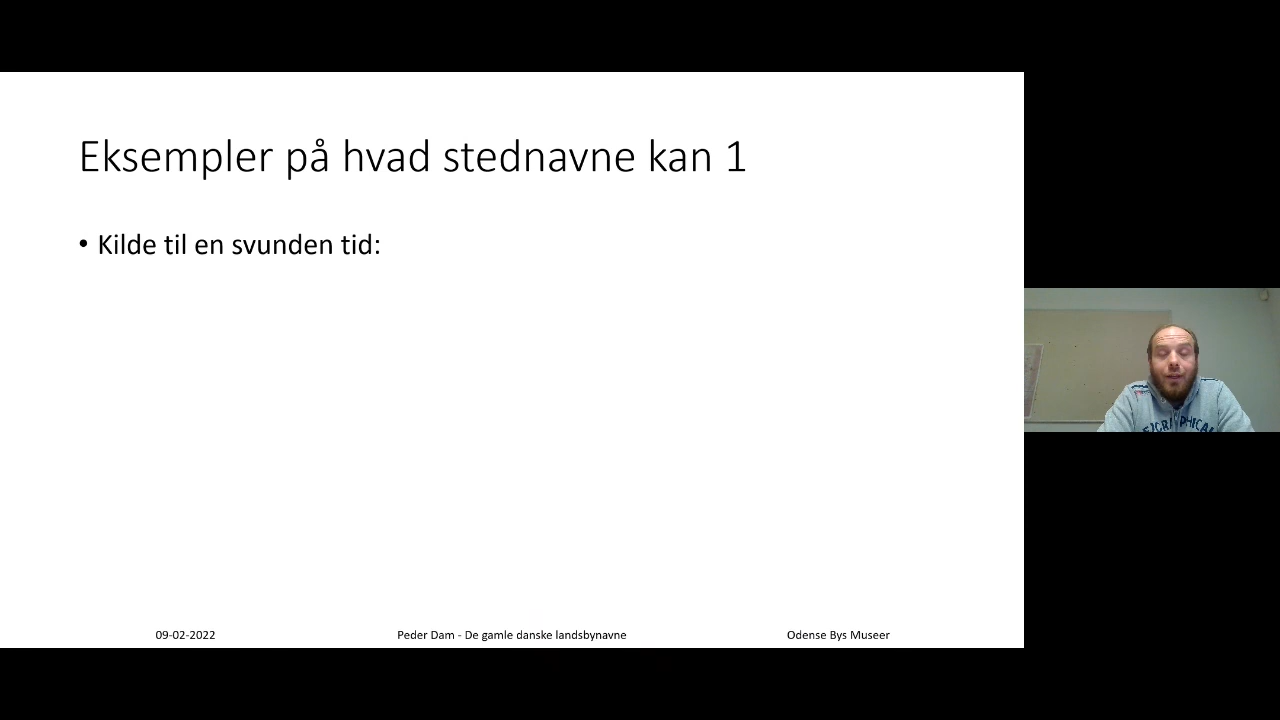 Eksempler på hvad stednavne kan 1
• Kilde til en svunden tid:
09-02-2022
Peder Dam - De gamle danske landsbynavne
Odense Bys Museer